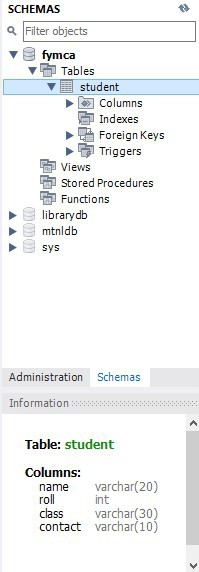 SCHEMAS
Filter objects
fymca
Tables
student
Columns
Indexes
Foreign Keys
Triggers
Views
Stored Procedures
Functions
librarydb
mtnldb
sys
Administration Schemas
Information
Table: student
Columns:
name varchar(20)
roll int
class varchar(30)
contact varchar(10)